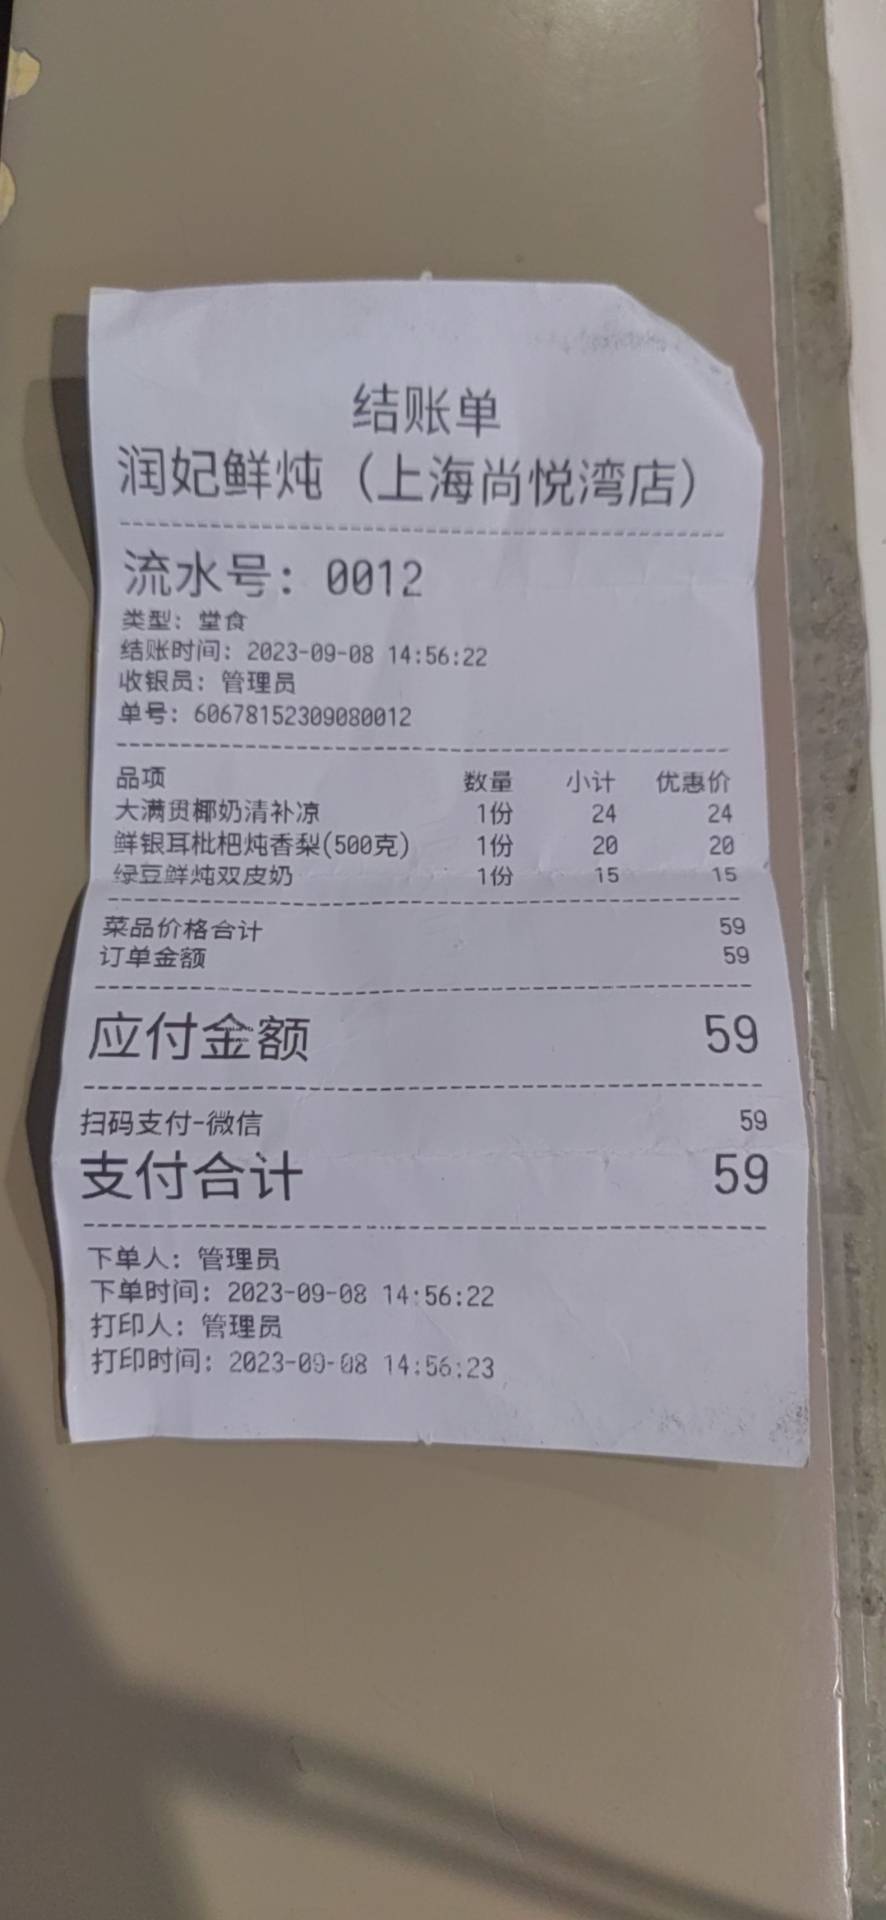 结账单
润妃鲜炖（上海尚悦湾店）
流水号：0012
类型：堂食
结账时间：2023-09-08 14:56:22
收银员：管理员
单号：60678152309080012
品项 数量 小计 优惠价
大满贯椰奶清补凉 1份 24 24
鲜银耳枇杷炖香梨(500克) 1份 20 20
绿豆鲜炖双皮奶 1份 15 15
菜品价格合计 59
订单金额 59
应付金额 59
扫码支付-微信 59
支付合计 59
下单人：管理员
下单时间：2023-09-08 14:56:22
打印人：管理员
打印时间：2023-09-08 14:56:23